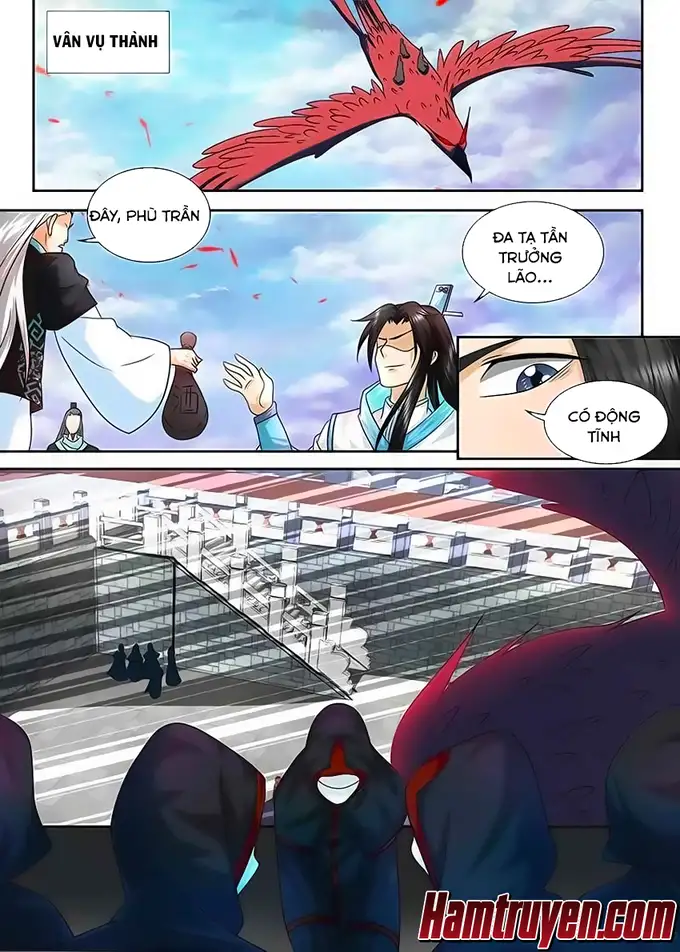 VÂN VỤ THÀNH
ĐÂY, PHÙ TRẦN
ĐA TẠ TẦN
TRƯỞNG
LÃO...
CÓ ĐỘNG
TĨNH
Hamtruyen.com